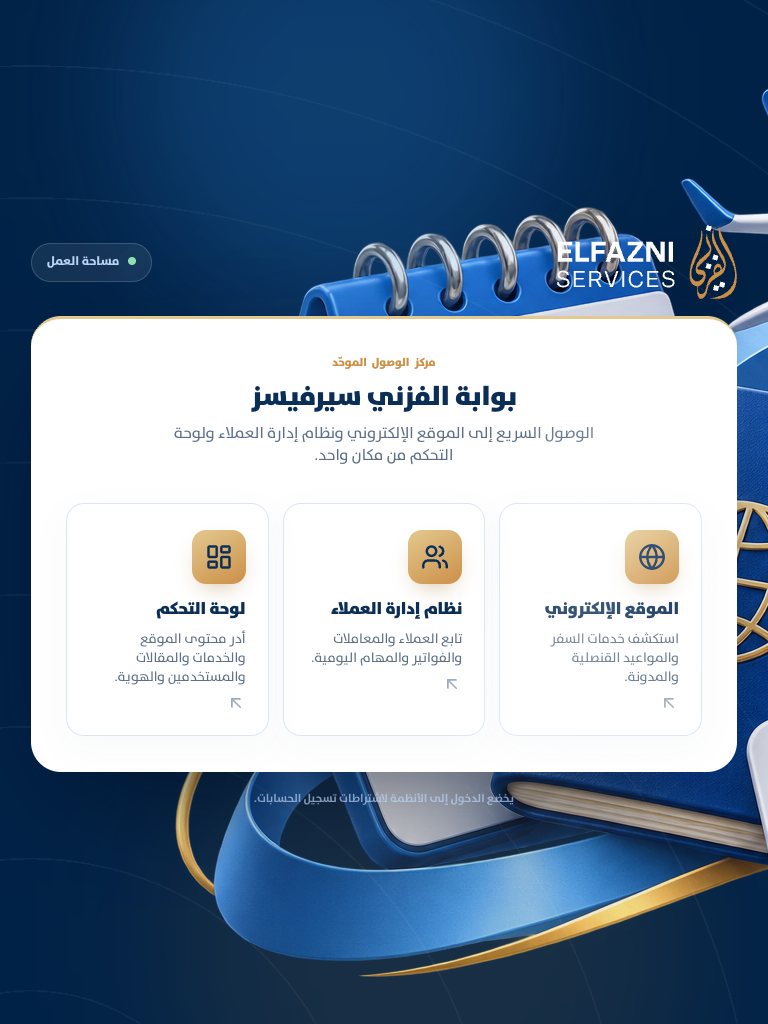 ELFAZNI
SERVICES
مساحة العمل
مركز الوصول الموحّد
بوابة الفزني سيرفيسز
الوصول السريع إلى الموقع الإلكتروني ونظام إدارة العملاء ولوحة
التحكم من مكان واحد.
الموقع الإلكتروني
استكشف خدمات السفر
والمواعيد القنصلية
والمدونة.
نظام إدارة العملاء
تابع العملاء والمعاملات
والفواتير والمهام اليومية.
لوحة التحكم
أدر محتوى الموقع
والخدمات والمقالات
والمستخدمين والهوية.
يخضع الدخول إلى الأنظمة لاشتراطات تسجيل الحسابات.